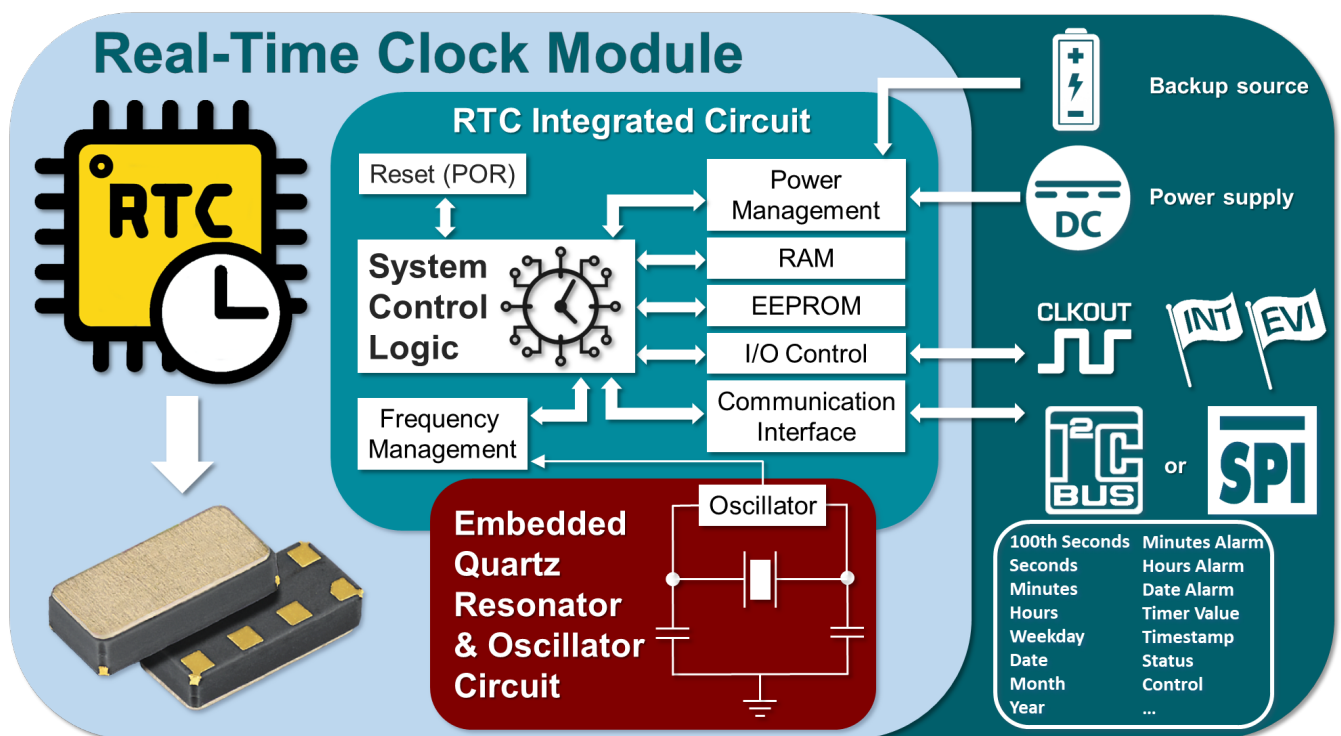 Real-Time Clock Module
RTC
RTC Integrated Circuit
Reset (POR)
System
Control
Logic
Frequency
Management
Power
Management
RAM
EEPROM
I/O Control
Communication
Interface
Embedded
Quartz
Resonator
& Oscillator
Circuit
Oscillator
Backup source
DC
Power supply
CLKOUT
INT
EVI
I²C
BUS
or
SPI
100th Seconds
Seconds
Minutes
Hours
Weekday
Date
Month
Year
Minutes Alarm
Hours Alarm
Date Alarm
Timer Value
Timestamp
Status
Control
...